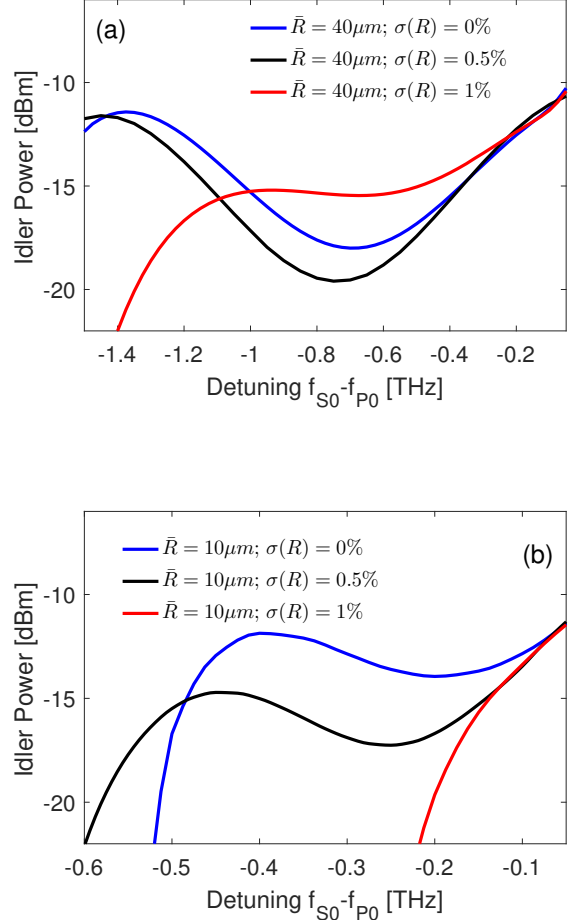 (a)
R̄ = 40μm; σ(R) = 0%
R̄ = 40μm; σ(R) = 0.5%
R̄ = 40μm; σ(R) = 1%
-10
-15
-20
Idler Power [dBm]
-1.4 -1.2 -1 -0.8 -0.6 -0.4 -0.2
Detuning f_S0-f_P0 [THz]
R̄ = 10μm; σ(R) = 0%
R̄ = 10μm; σ(R) = 0.5%
R̄ = 10μm; σ(R) = 1%
(b)
-10
-15
-20
Idler Power [dBm]
-0.6 -0.5 -0.4 -0.3 -0.2 -0.1
Detuning f_S0-f_P0 [THz]